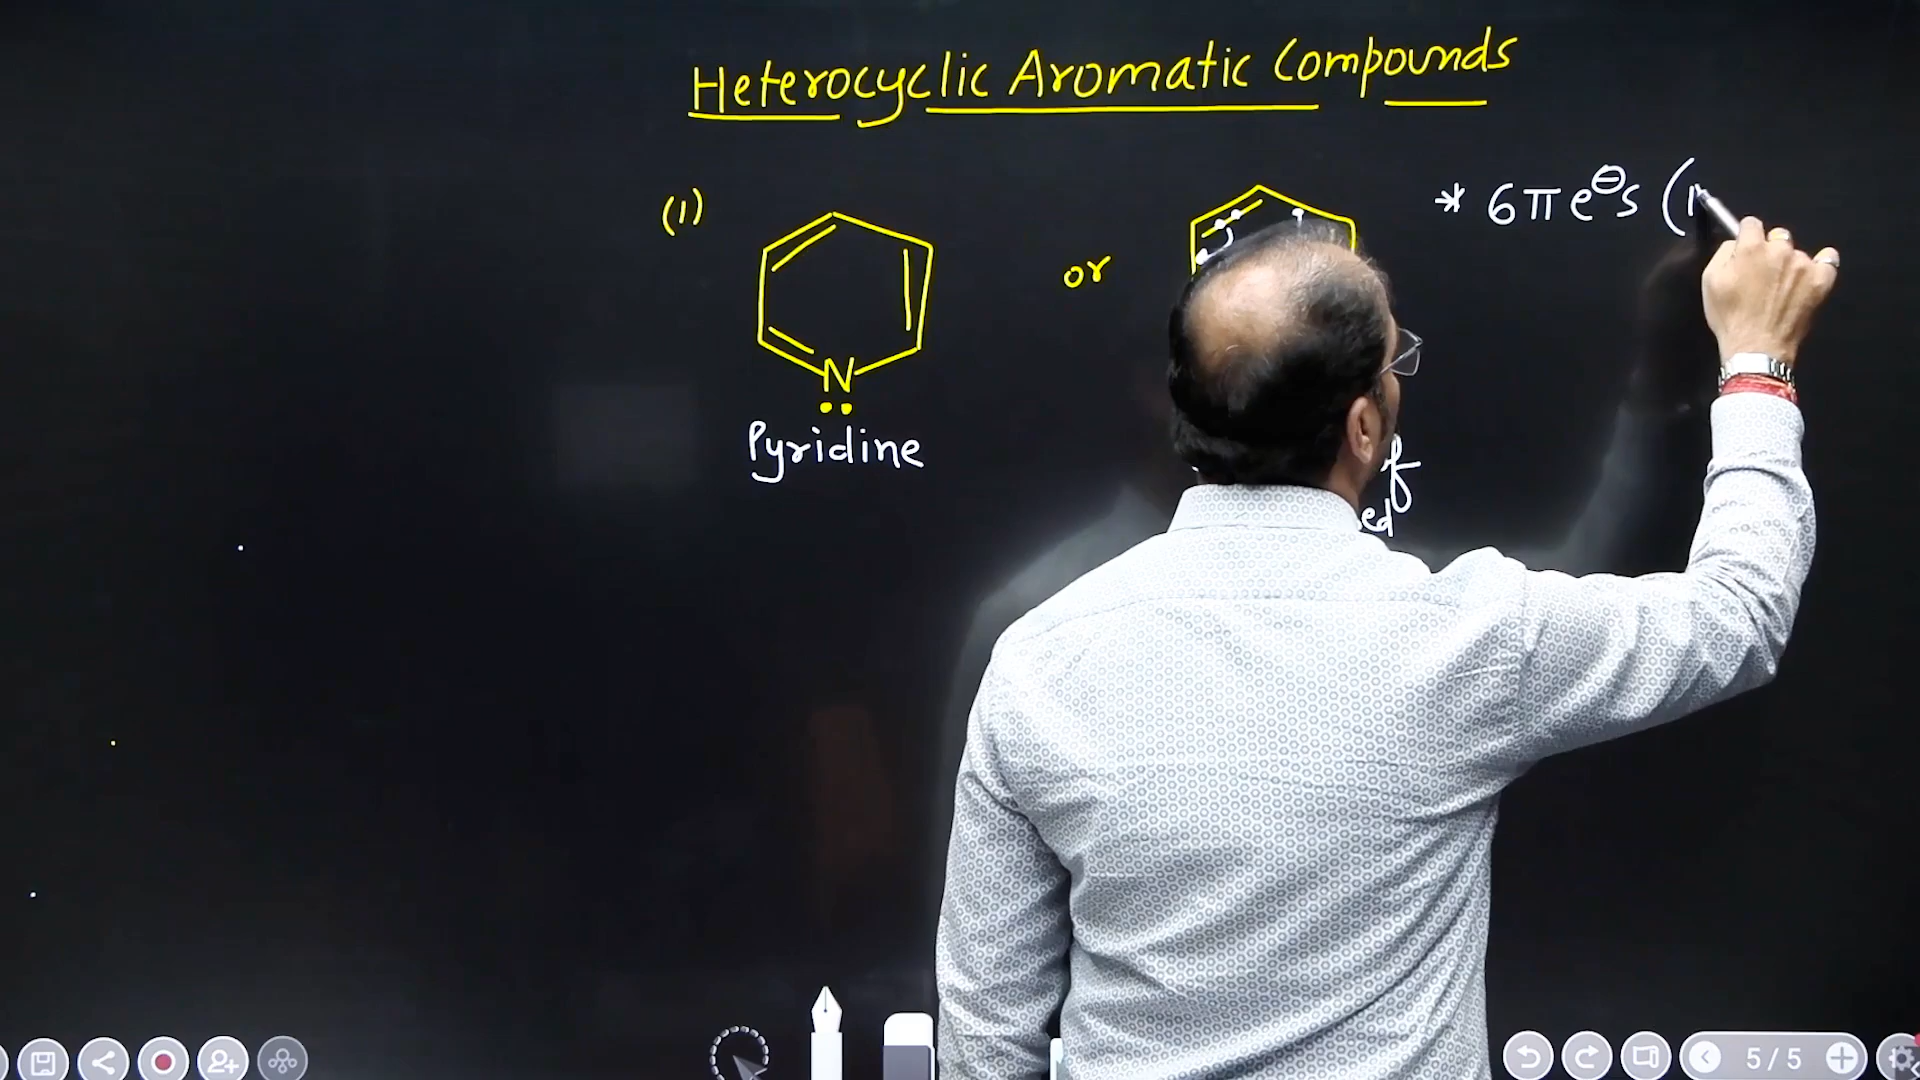 Heterocyclic Aromatic Compounds
(1)
or
* 6πe⊖s (
N
Pyridine
5/5